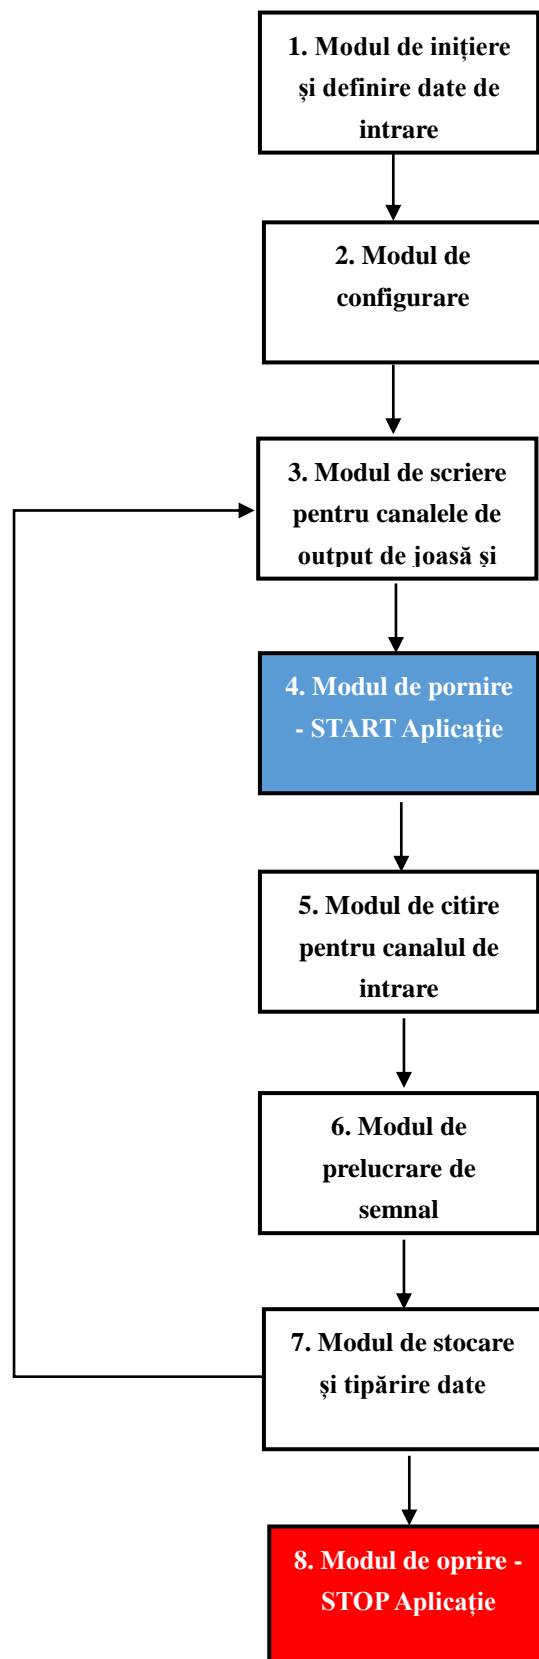 1. Modul de inițiere
și definire date de
intrare
2. Modul de
configurare
3. Modul de scriere
pentru canalele de
output de joasă și
4. Modul de pornire
- START Aplicație
5. Modul de citire
pentru canalul de
intrare
6. Modul de
prelucrare de
semnal
7. Modul de stocare
și tipărire date
8. Modul de oprire -
STOP Aplicație